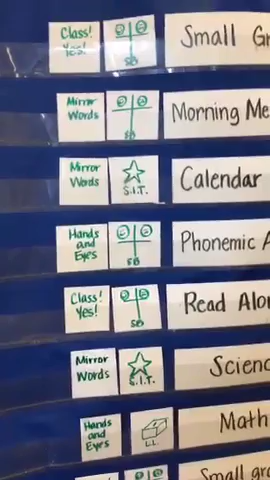 Class!
Yes!
SB
Small Gr
Mirror
Words
SB
Morning Me
Mirror
Words
S.I.T.
Calendar
Hands
and
Eyes
SB
Phonemic A
Class!
Yes!
SB
Read Alo
Mirror
Words
S.I.T.
Scienc
Hands
and
Eyes
L.L.
Math
Small gr